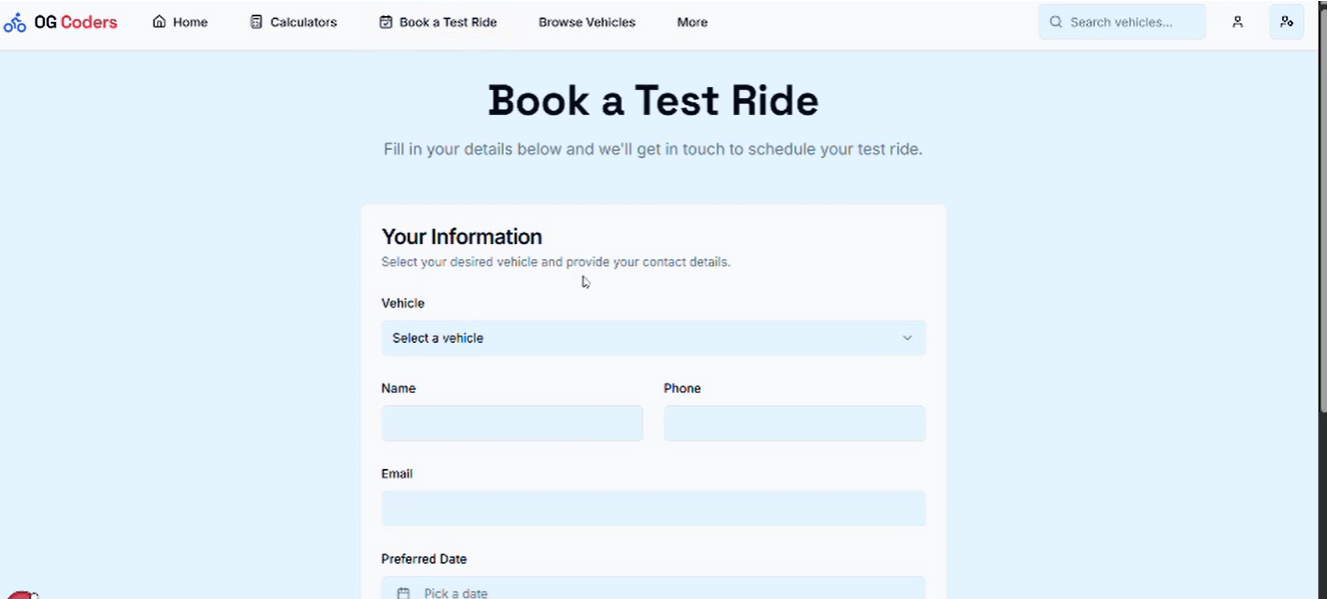 OG Coders Home Calculators Book a Test Ride Browse Vehicles More Search vehicles...
Book a Test Ride
Fill in your details below and we'll get in touch to schedule your test ride.
Your Information
Select your desired vehicle and provide your contact details.
Vehicle
Select a vehicle
Name Phone
Email
Preferred Date
Pick a date